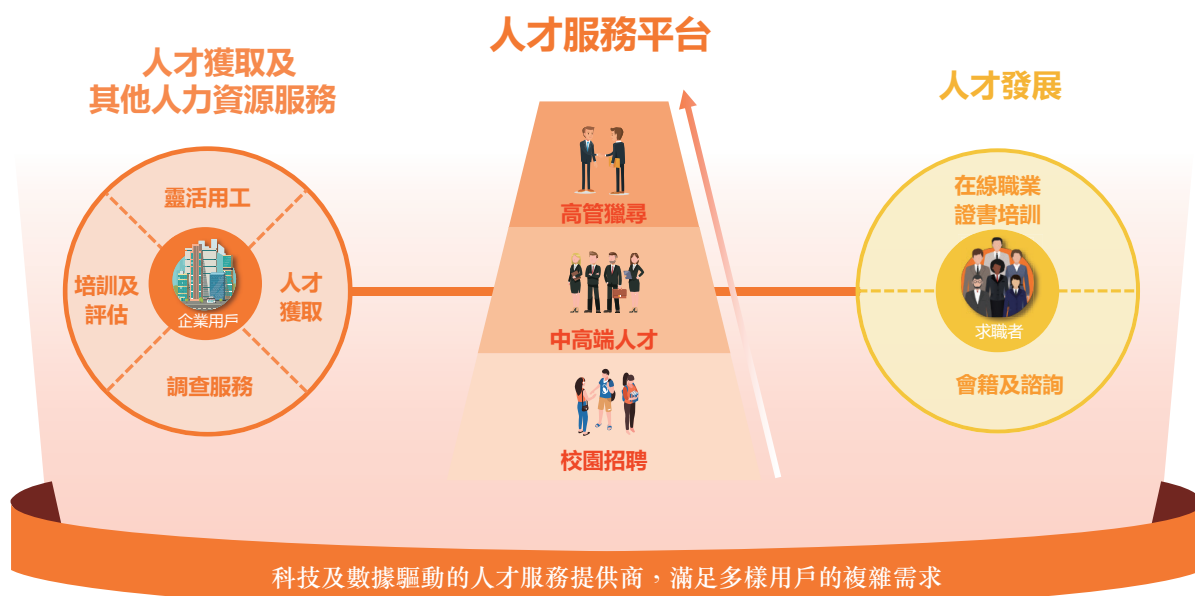 人才服務平台
人才獲取及
其他人力資源服務
靈活用工
培訓及
評估
企業用戶
人才
獲取
調查服務
高管獵尋
中高端人才
校園招聘
人才發展
在線職業
證書培訓
求職者
會籍及諮詢
科技及數據驅動的人才服務提供商，滿足多樣用戶的複雜需求